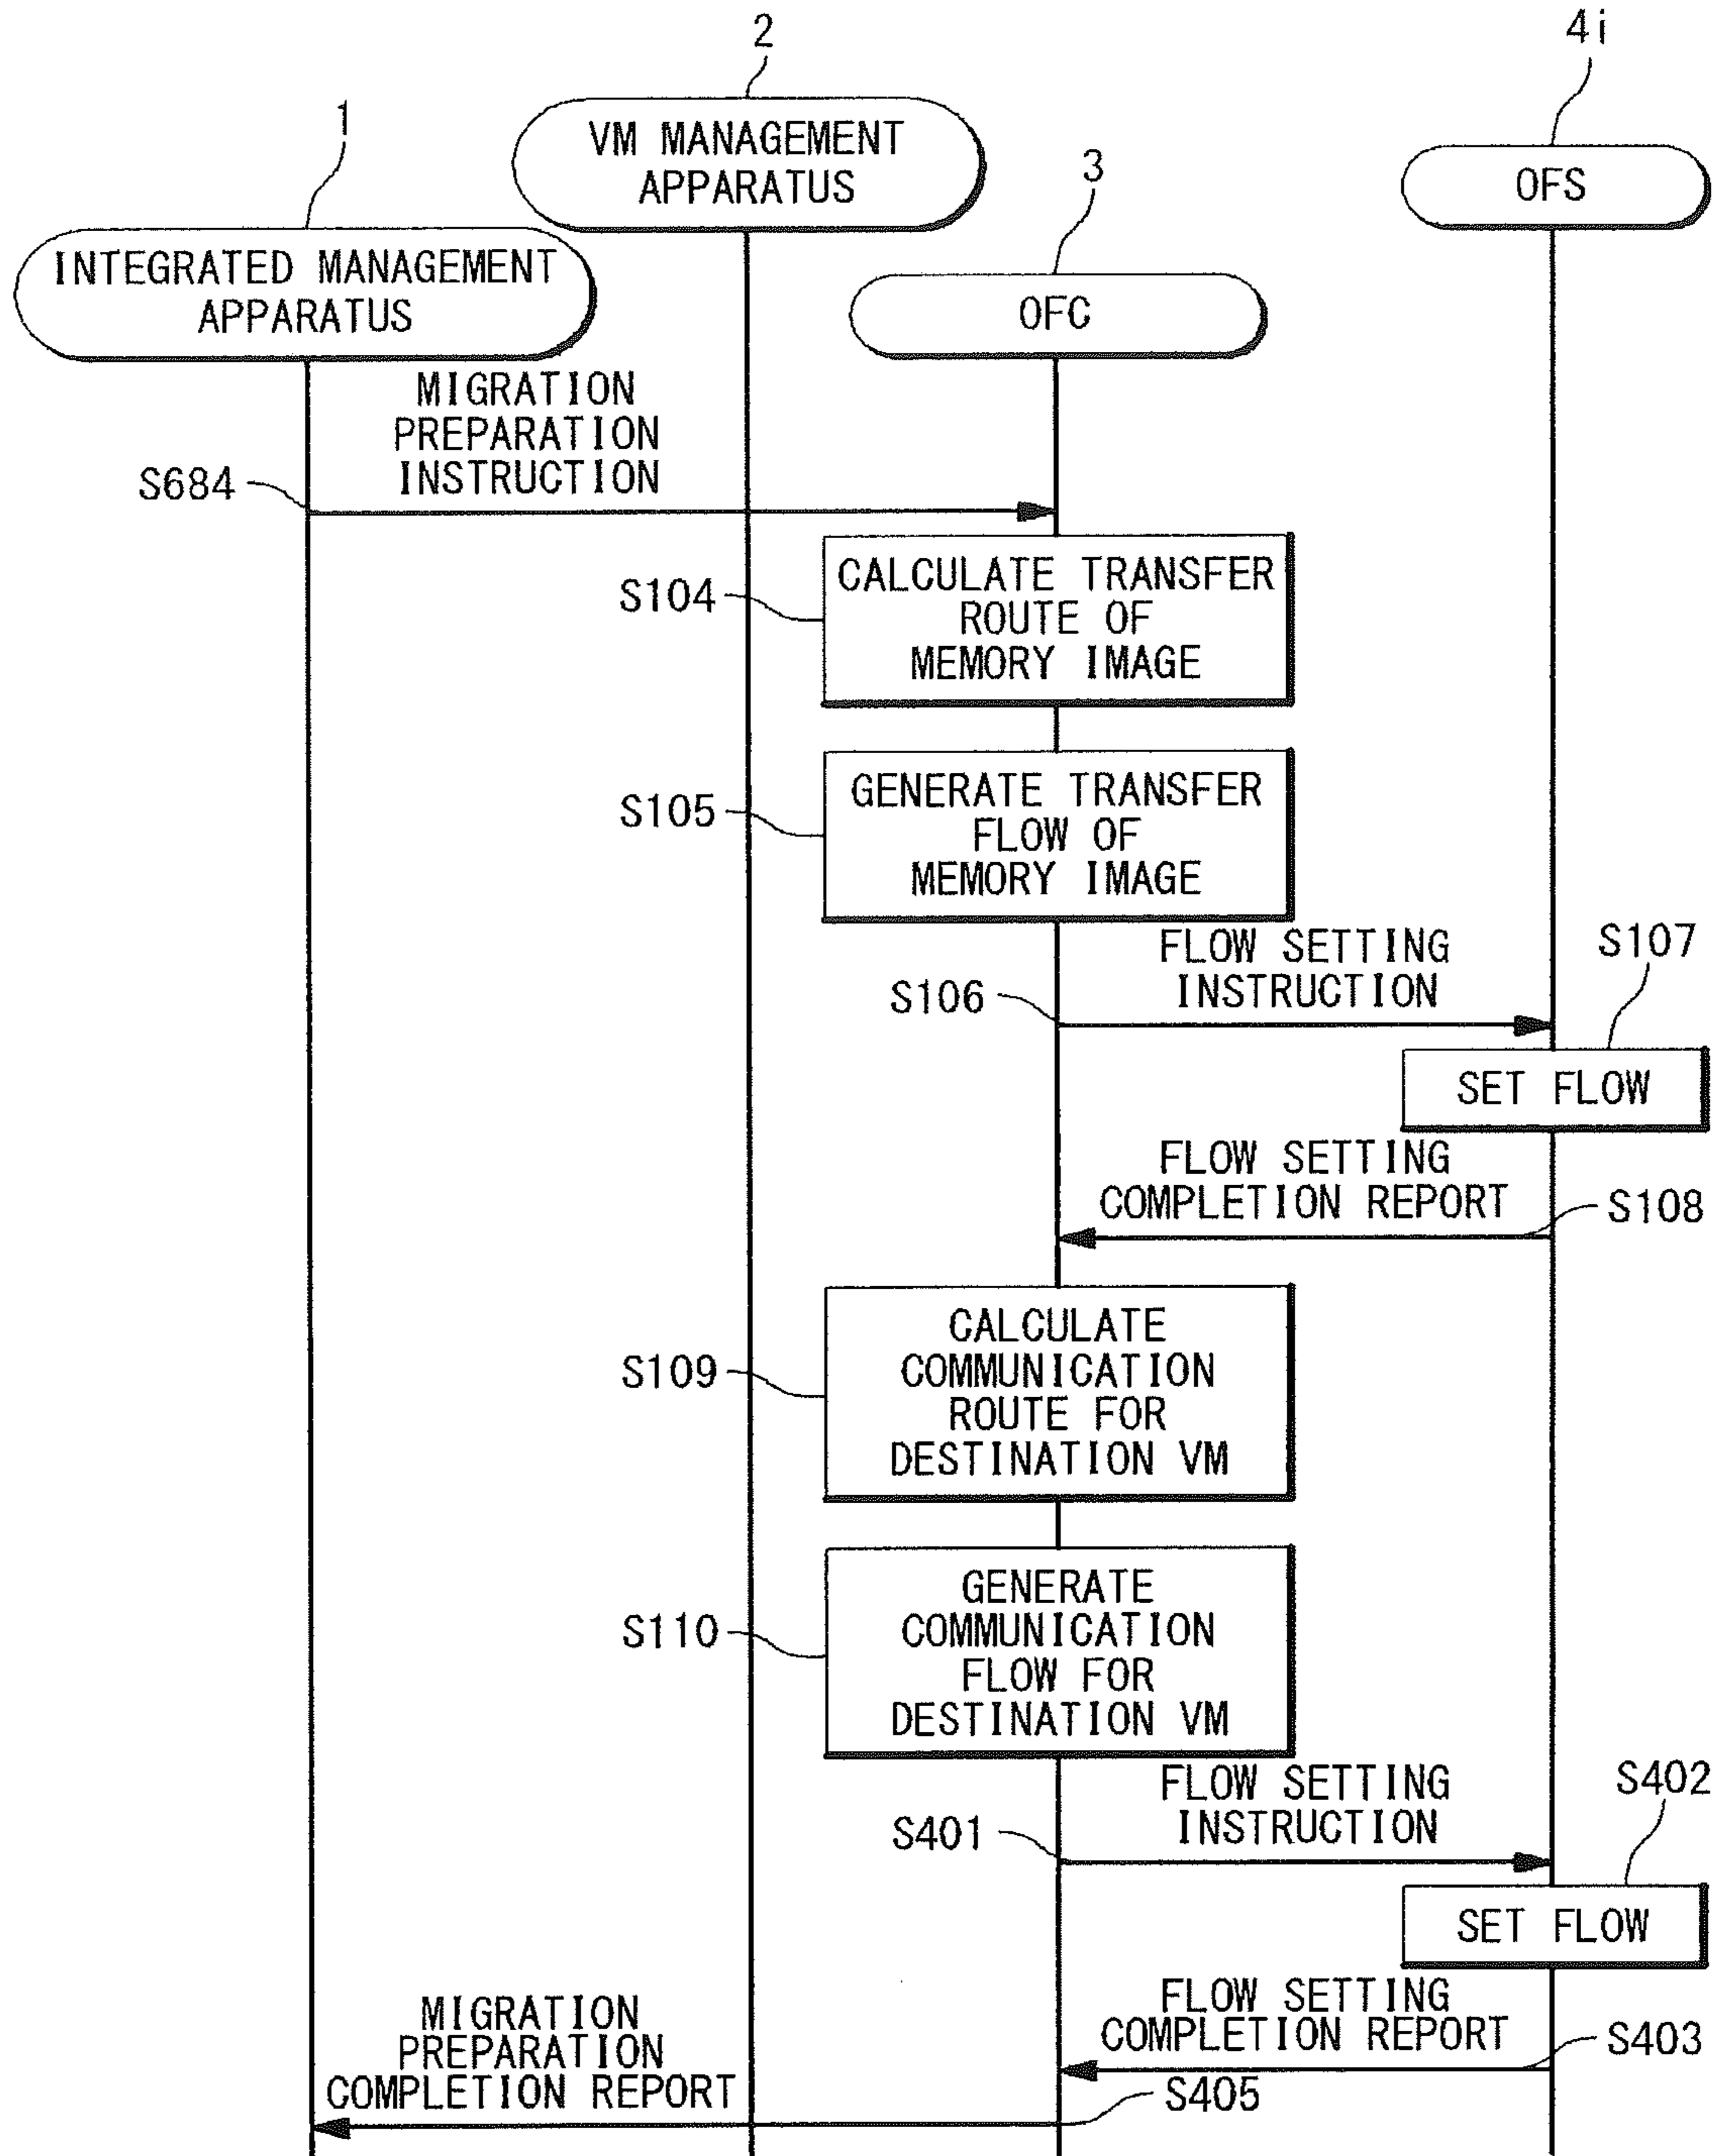 2
4i
1
VM MANAGEMENT
APPARATUS
3
OFS
INTEGRATED MANAGEMENT
APPARATUS
OFC
MIGRATION
PREPARATION
INSTRUCTION
S684
CALCULATE TRANSFER
ROUTE OF
MEMORY IMAGE
S104
GENERATE TRANSFER
FLOW OF
MEMORY IMAGE
S105
FLOW SETTING
INSTRUCTION
S107
S106
SET FLOW
FLOW SETTING
COMPLETION REPORT
S108
CALCULATE
COMMUNICATION
ROUTE FOR
DESTINATION VM
S109
GENERATE
COMMUNICATION
FLOW FOR
DESTINATION VM
S110
FLOW SETTING
INSTRUCTION
S402
S401
SET FLOW
FLOW SETTING
COMPLETION REPORT
S403
MIGRATION
PREPARATION
COMPLETION REPORT
S405